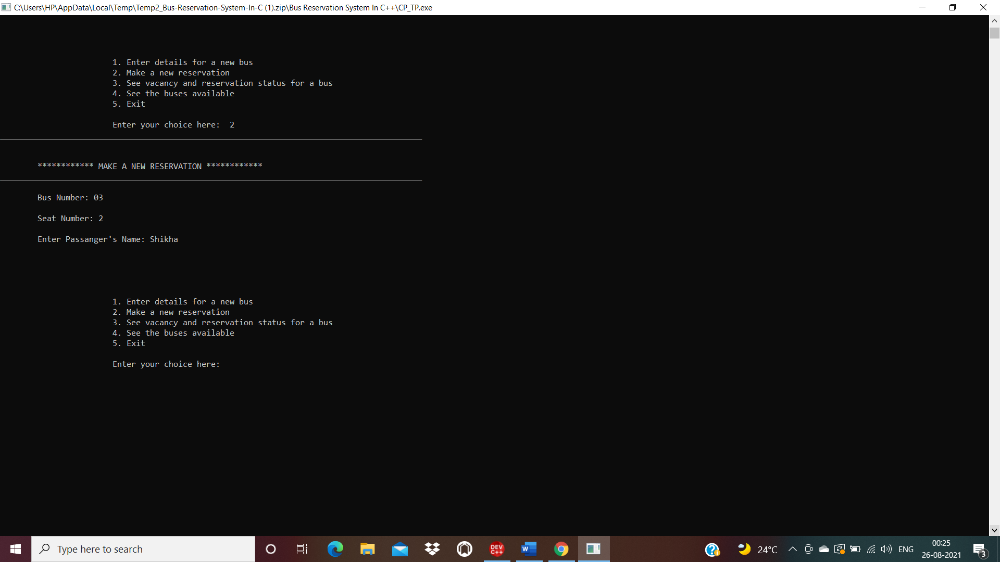 C:\Users\HP\AppData\Local\Temp\Temp2_Bus-Reservation-System-In-C (1).zip\Bus Reservation System In C++\CP_TP.exe
1. Enter details for a new bus
2. Make a new reservation
3. See vacancy and reservation status for a bus
4. See the buses available
5. Exit
Enter your choice here:  2
************ MAKE A NEW RESERVATION ************
Bus Number: 03
Seat Number: 2
Enter Passanger's Name: Shikha
1. Enter details for a new bus
2. Make a new reservation
3. See vacancy and reservation status for a bus
4. See the buses available
5. Exit
Enter your choice here:
Type here to search
DEV C++
W
24°C
ENG
00:25
26-08-2021
3